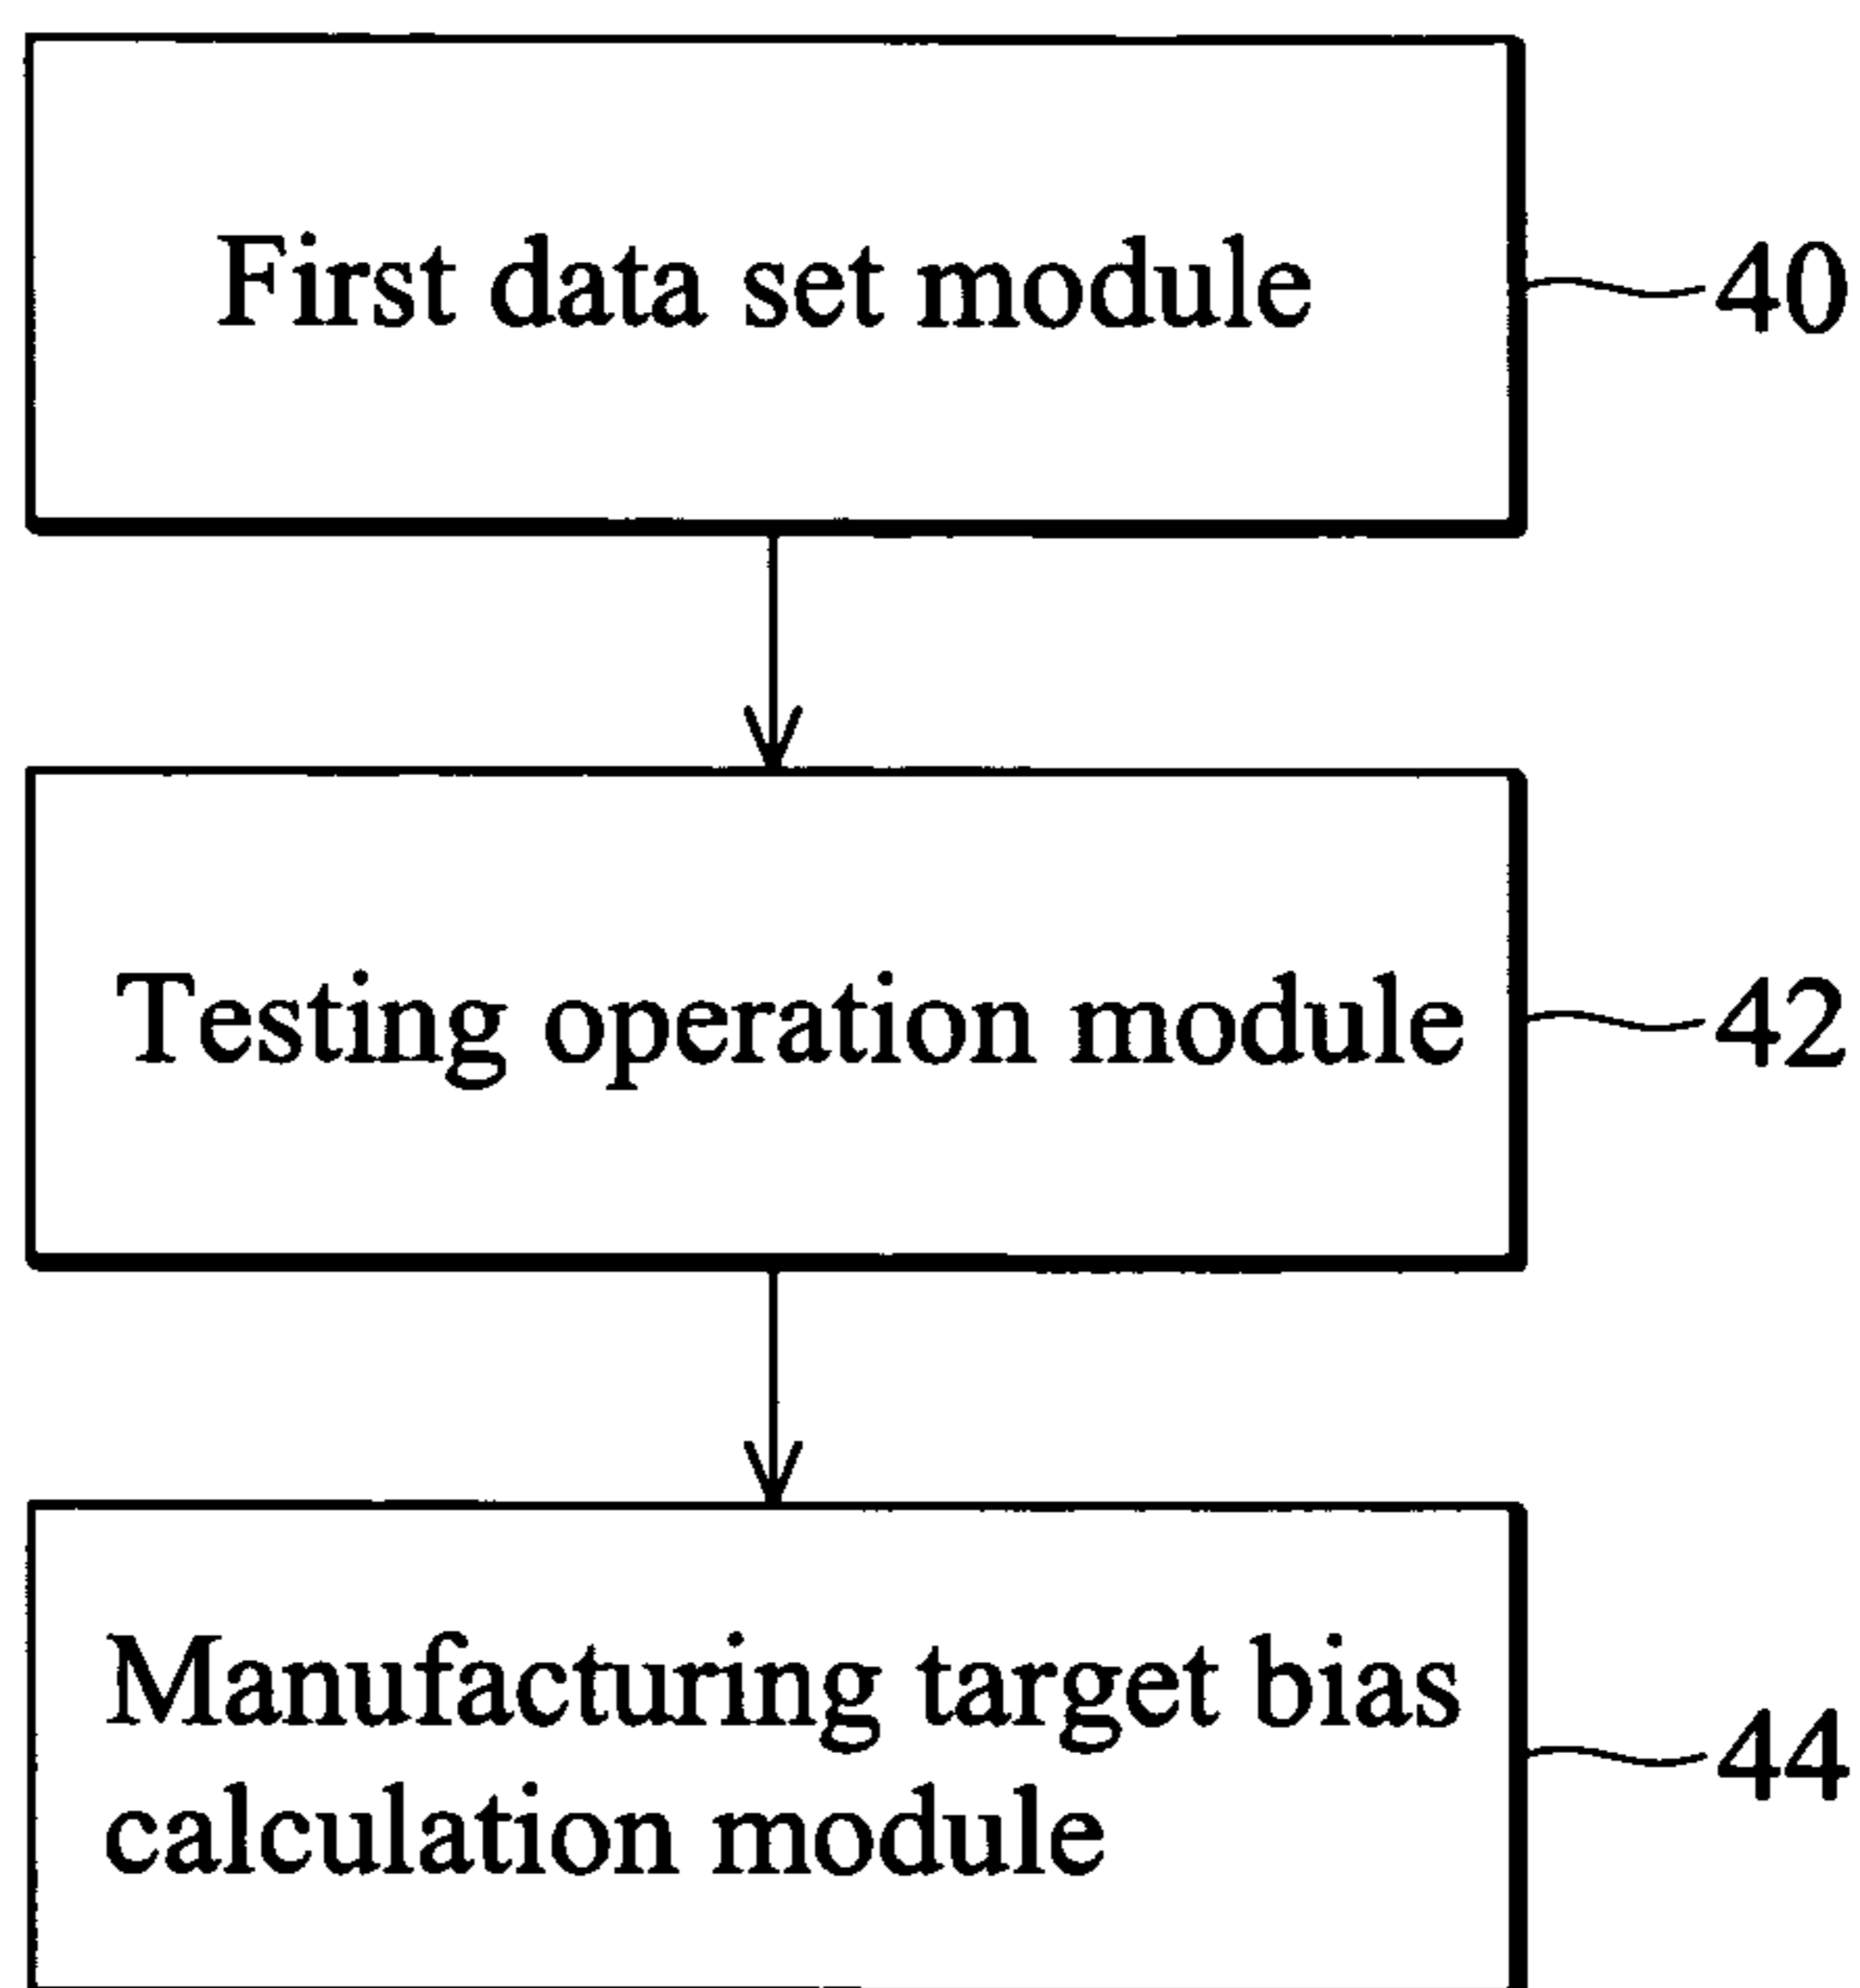 First data set module
40
Testing operation module
42
Manufacturing target bias
calculation module
44